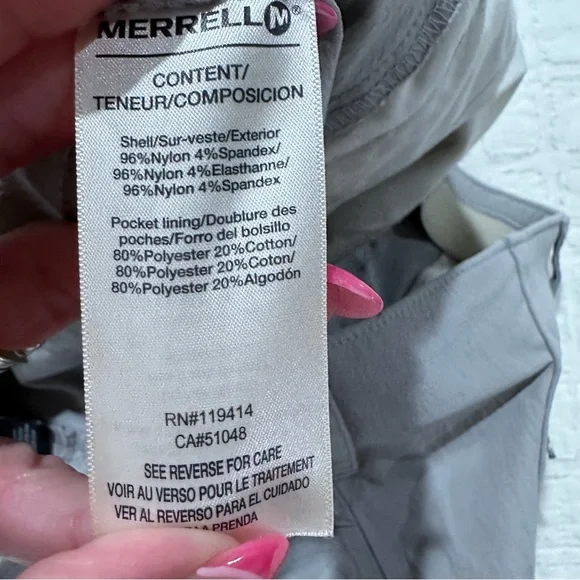 MERRELL M®
CONTENT/
TENEUR/COMPOSICION
Shell/Sur-veste/Exterior
96%Nylon 4%Spandex/
96%Nylon 4%Elasthanne/
96%Nylon 4%Spandex
Pocket lining/Doublure des
poches/Forro del bolsillo
80%Polyester 20%Cotton/
80%Polyester 20%Coton/
80%Polyester 20%Algodón
RN#119414
CA#51048
SEE REVERSE FOR CARE
VOIR AU VERSO POUR LE TRAITEMENT
VER AL REVERSO PARA EL CUIDADO
LA PRENDA